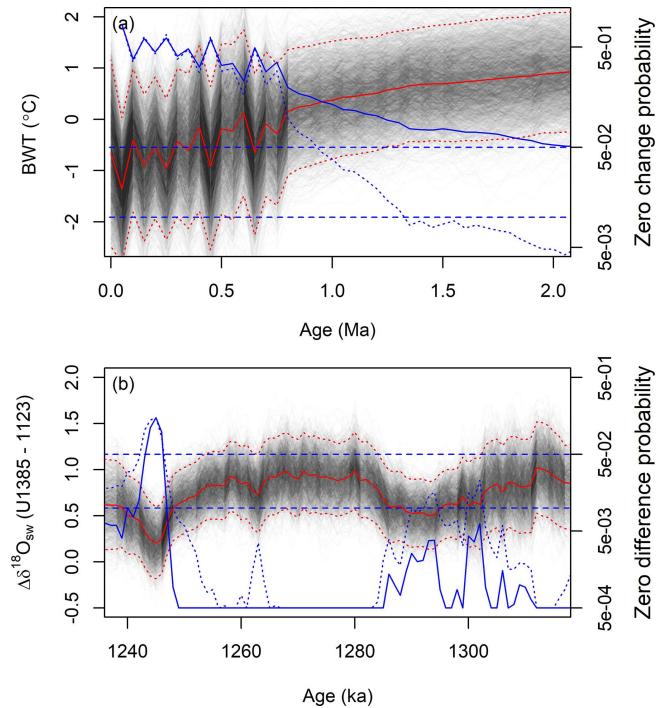 (a)
2
1
0
-1
-2
BWT (°C)
5e-01
5e-02
5e-03
Zero change probability
0.0 0.5 1.0 1.5 2.0
Age (Ma)
(b)
2.0
1.5
1.0
0.5
0.0
-0.5
Δδ¹⁸Osw (U1385 - 1123)
5e-01
5e-02
5e-03
5e-04
Zero difference probability
1240 1260 1280 1300
Age (ka)